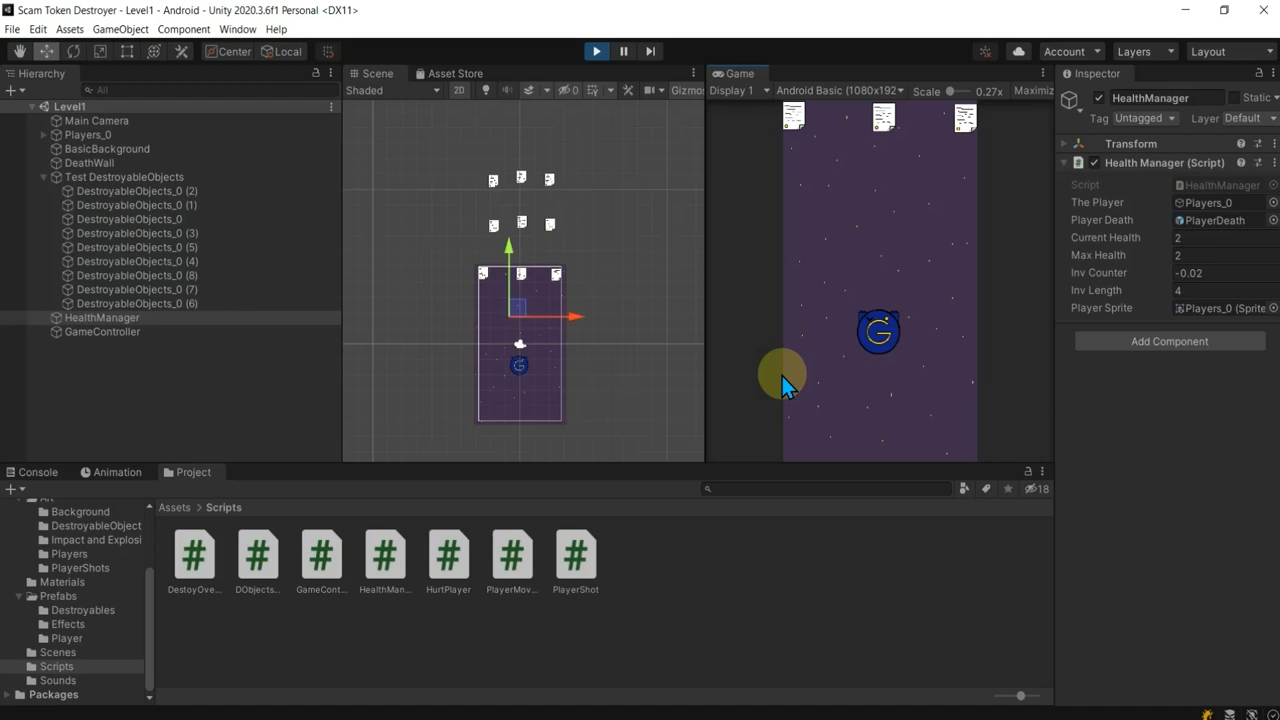 Scam Token Destroyer - Level1 - Android - Unity 2020.3.6f1 Personal <DX11>
File Edit Assets GameObject Component Window Help
Center Local Account Layers Layout
Hierarchy
All
Level1
Main Camera
Players_0
BasicBackground
DeathWall
Test DestroyableObjects
DestroyableObjects_0 (2)
DestroyableObjects_0 (1)
DestroyableObjects_0
DestroyableObjects_0 (3)
DestroyableObjects_0 (5)
DestroyableObjects_0 (4)
DestroyableObjects_0 (8)
DestroyableObjects_0 (7)
DestroyableObjects_0 (6)
HealthManager
GameController
Scene Asset Store
Shaded 2D 0 Gizmos
Game
Display 1 Android Basic (1080x192 Scale 0.27x Maximiz
G
G
Inspector
HealthManager Static
Tag Untagged Layer Default
Transform
Health Manager (Script)
Script HealthManager
The Player Players_0
Player Death PlayerDeath
Current Health 2
Max Health 2
Inv Counter -0.02
Inv Length 4
Player Sprite Players_0 (Sprite
Add Component
Console Animation Project
18
Art
Background
DestroyableObject
Impact and Explosi
Players
PlayerShots
Materials
Prefabs
Destroyables
Effects
Player
Scenes
Scripts
Sounds
Packages
Assets > Scripts
# # # # # # #
DestoyOve... DObjects... GameCont... HealthMan... HurtPlayer PlayerMov... PlayerShot